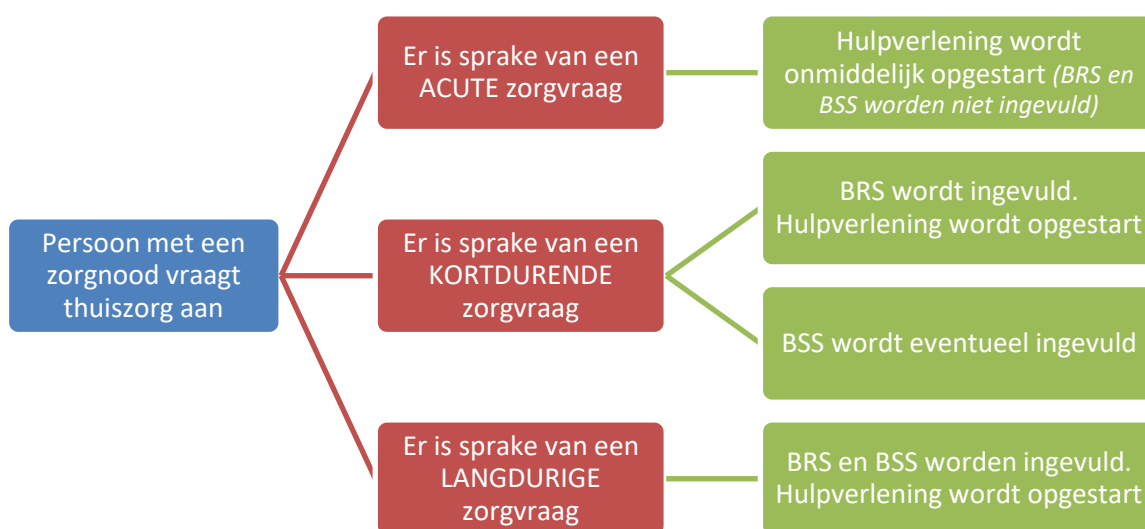 Persoon met een
zorgnood vraagt
thuiszorg aan
Er is sprake van een
ACUTE zorgvraag
Hulpverlening wordt
onmiddelijk opgestart (BRS en
BSS worden niet ingevuld)
Er is sprake van een
KORTDURENDE
zorgvraag
BRS wordt ingevuld.
Hulpverlening wordt opgestart
BSS wordt eventueel ingevuld
Er is sprake van een
LANGDURIGE
zorgvraag
BRS en BSS worden ingevuld.
Hulpverlening wordt opgestart